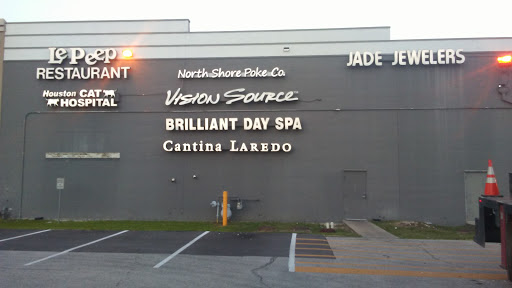 Le Peep
RESTAURANT
Houston CAT
HOSPITAL
North Shore Poke Co.
VISION SOURCE
BRILLIANT DAY SPA
Cantina LAREDO
JADE JEWELERS